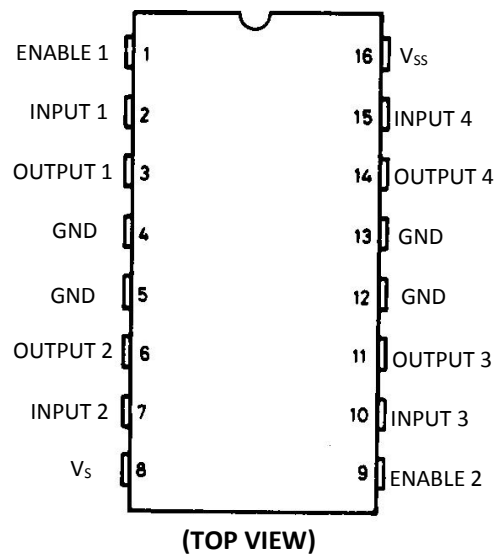 ENABLE 1 1 16 VSS
INPUT 1 2 15 INPUT 4
OUTPUT 1 3 14 OUTPUT 4
GND 4 13 GND
GND 5 12 GND
OUTPUT 2 6 11 OUTPUT 3
INPUT 2 7 10 INPUT 3
VS 8 9 ENABLE 2
(TOP VIEW)